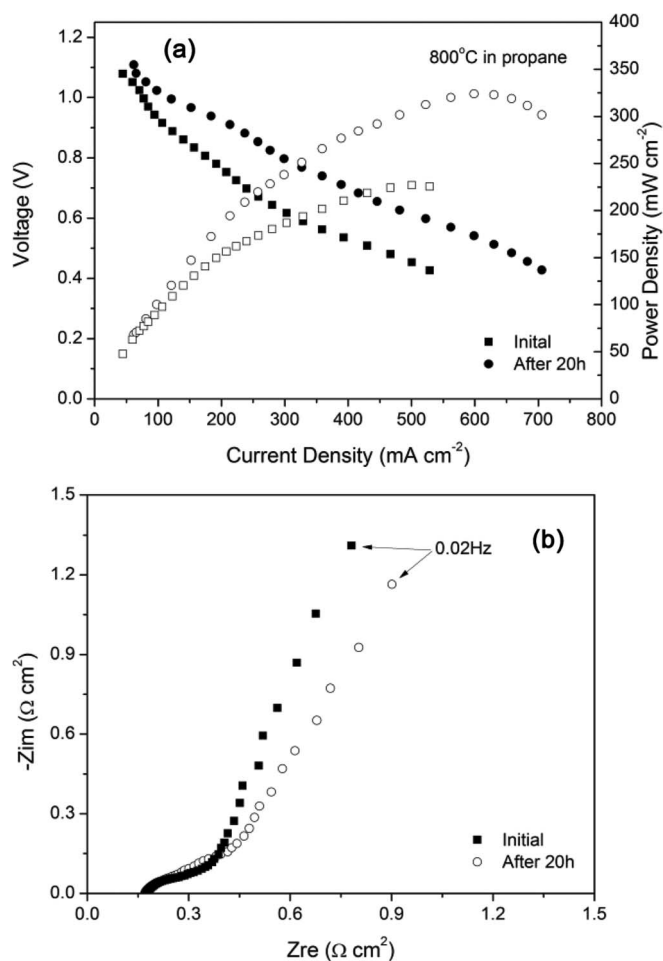 (a)
800°C in propane
1.2
1.0
0.8
0.6
0.4
0.2
0.0
Voltage (V)
400
350
300
250
200
150
100
50
0
Power Density (mW cm⁻²)
Inital
After 20h
0 100 200 300 400 500 600 700 800
Current Density (mA cm⁻²)
(b)
0.02Hz
1.5
1.2
0.9
0.6
0.3
0.0
-Zim (Ω cm²)
Initial
After 20h
0.0 0.3 0.6 0.9 1.2 1.5
Zre (Ω cm²)